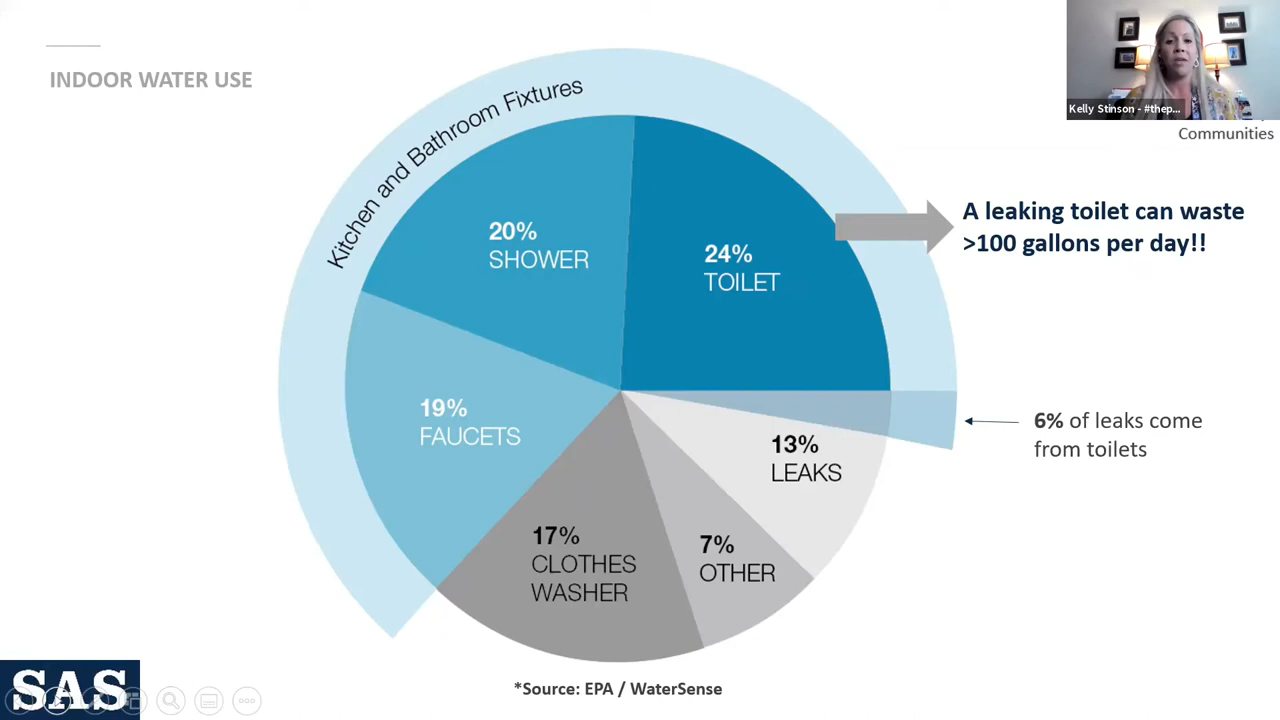 INDOOR WATER USE
Kelly Stinson - #thep...
Communities
Kitchen and Bathroom Fixtures
20%
SHOWER
24%
TOILET
A leaking toilet can waste
>100 gallons per day!!
19%
FAUCETS
13%
LEAKS
6% of leaks come
from toilets
17%
CLOTHES
WASHER
7%
OTHER
*Source: EPA / WaterSense
SAS